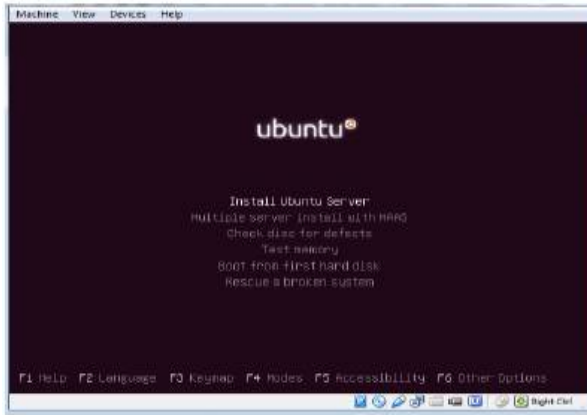 Machine View Devices Help
ubuntu
Install Ubuntu Server
Multiple server install with MAAS
Check disc for defects
Test memory
Boot from first hard disk
Rescue a broken system
F1 Help F2 Language F3 Keymap F4 Modes F5 Accessibility F6 Other Options
Right Ctrl